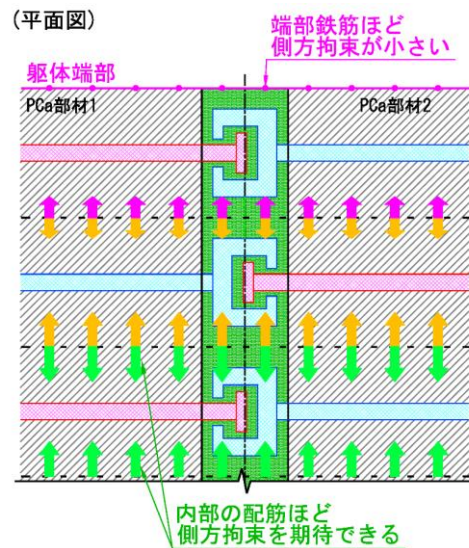 (平面図)
端部鉄筋ほど
側方拘束が小さい
躯体端部
PCa部材1
PCa部材2
内部の配筋ほど
側方拘束を期待できる